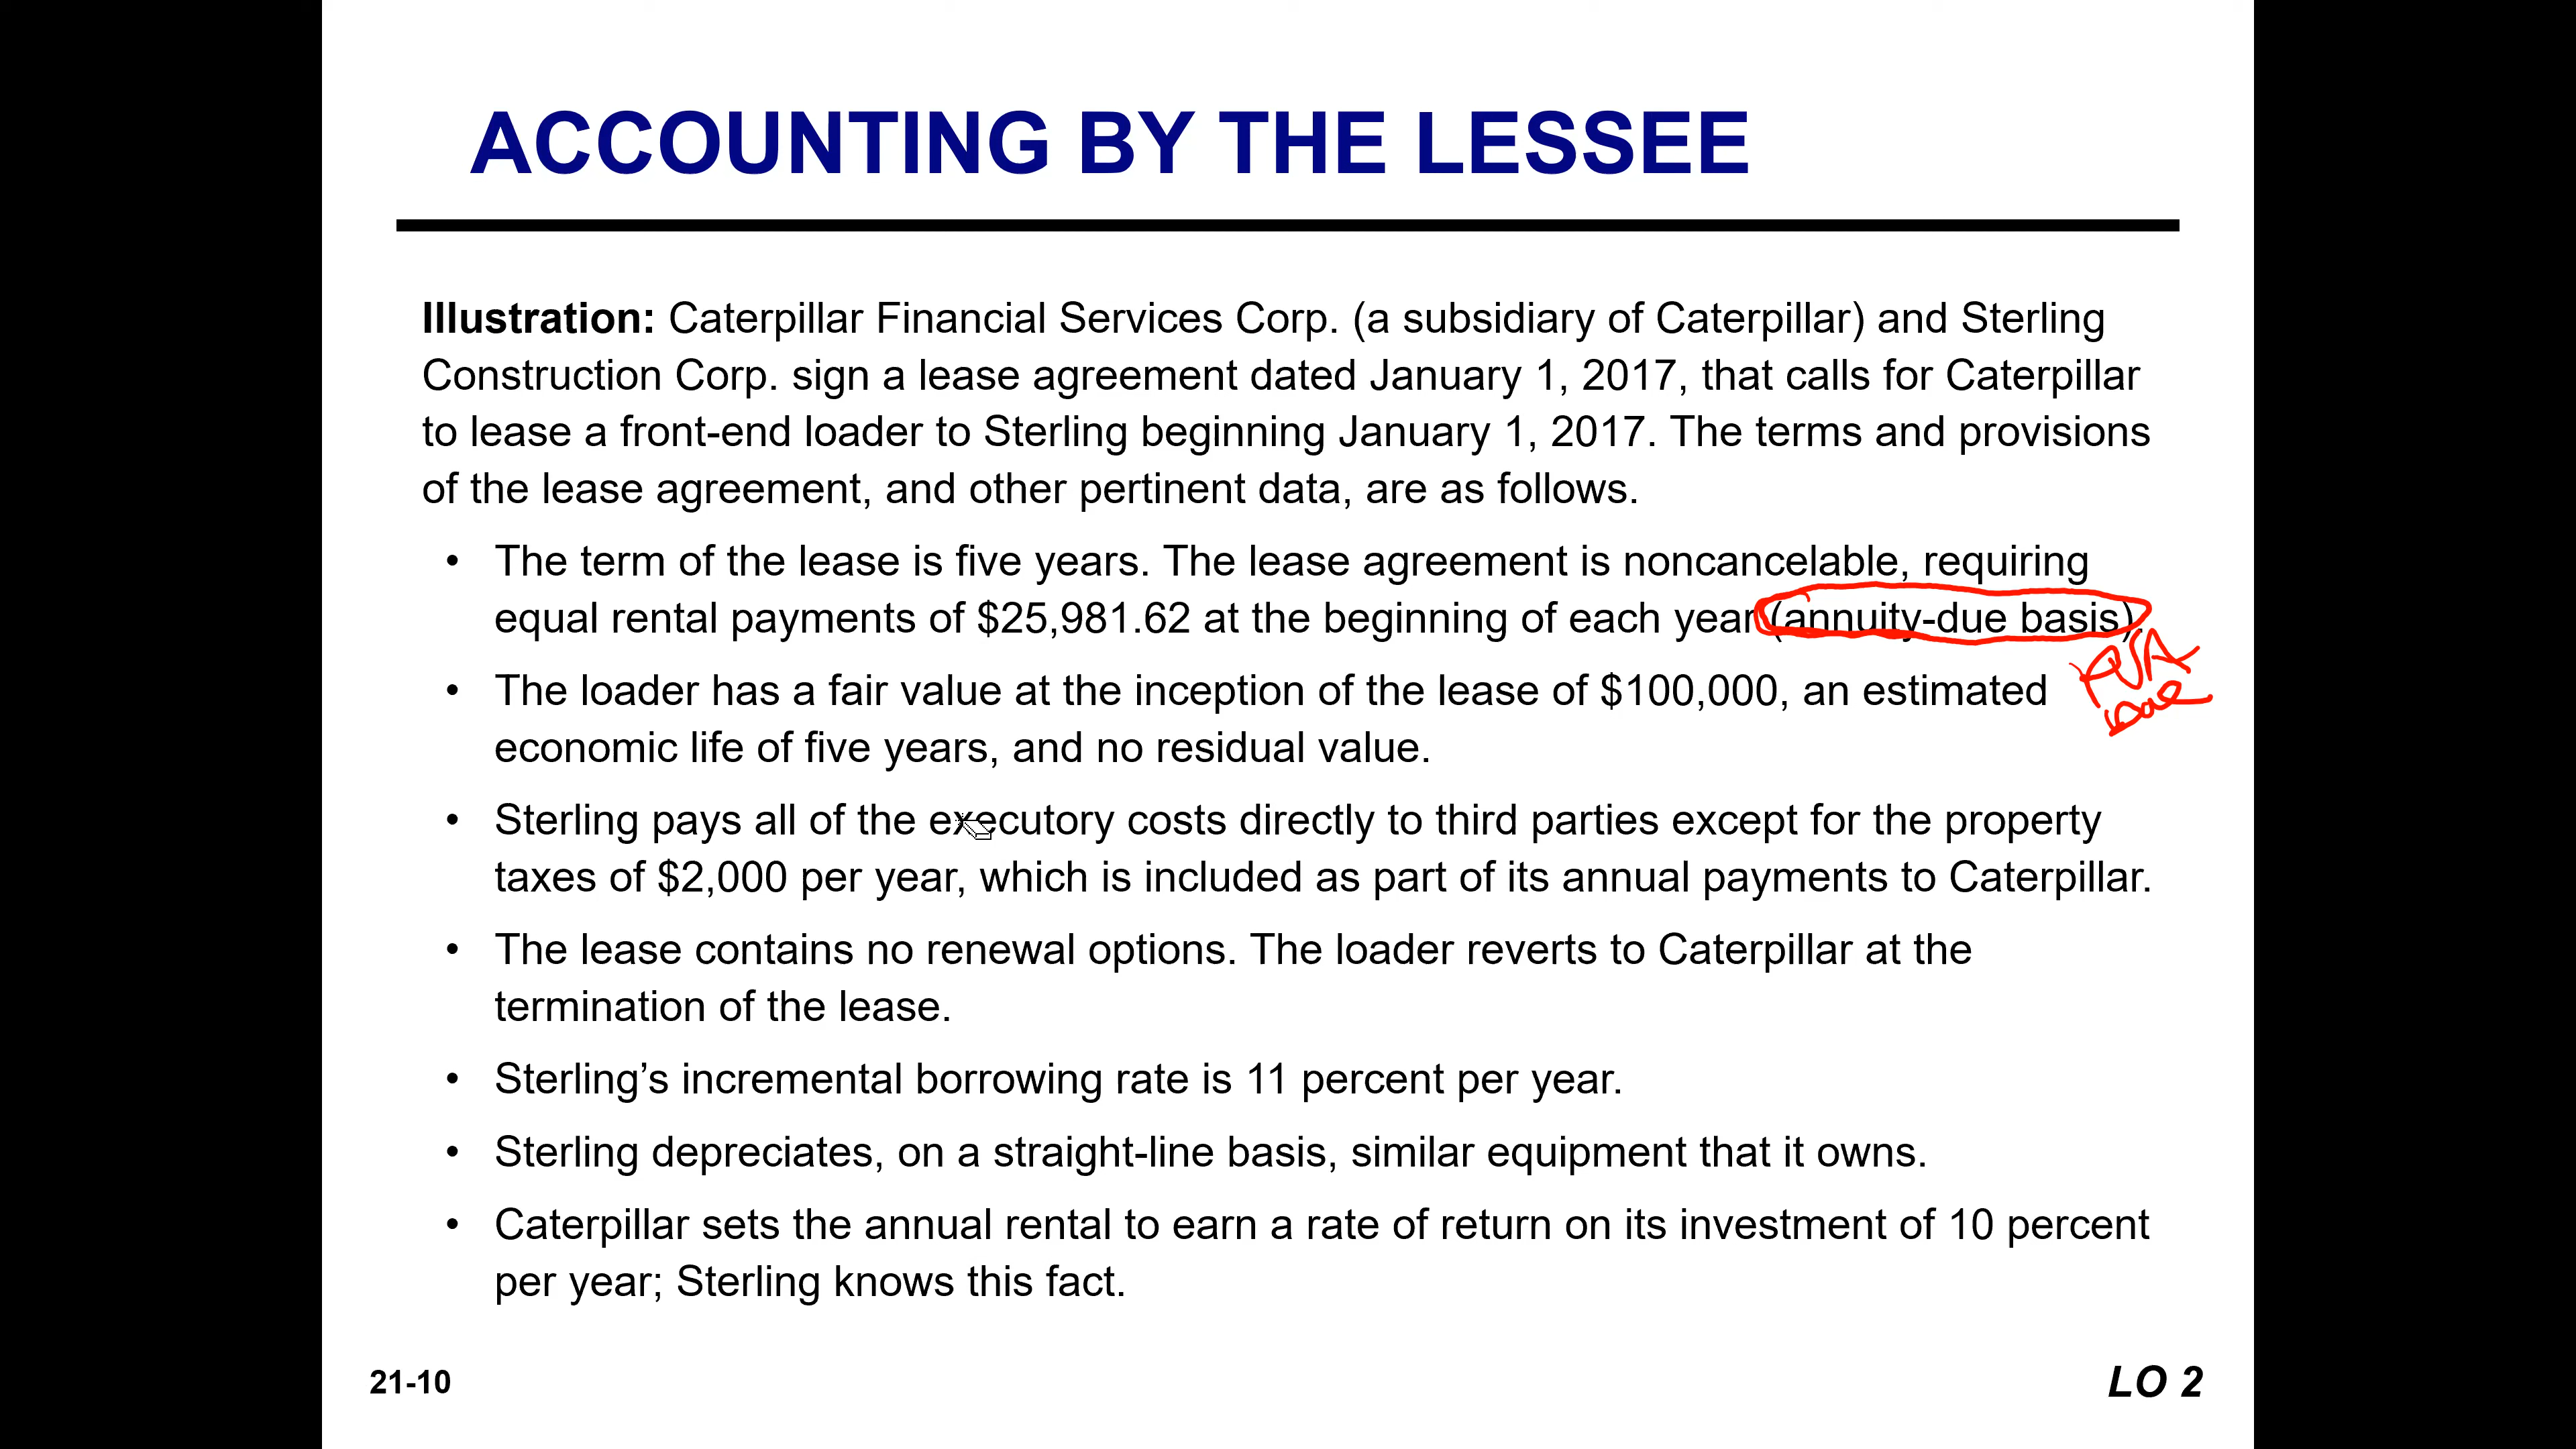 ACCOUNTING BY THE LESSEE
Illustration: Caterpillar Financial Services Corp. (a subsidiary of Caterpillar) and Sterling
Construction Corp. sign a lease agreement dated January 1, 2017, that calls for Caterpillar
to lease a front-end loader to Sterling beginning January 1, 2017. The terms and provisions
of the lease agreement, and other pertinent data, are as follows.
• The term of the lease is five years. The lease agreement is noncancelable, requiring
equal rental payments of $25,981.62 at the beginning of each year (annuity-due basis).
• The loader has a fair value at the inception of the lease of $100,000, an estimated
economic life of five years, and no residual value.
• Sterling pays all of the executory costs directly to third parties except for the property
taxes of $2,000 per year, which is included as part of its annual payments to Caterpillar.
• The lease contains no renewal options. The loader reverts to Caterpillar at the
termination of the lease.
• Sterling’s incremental borrowing rate is 11 percent per year.
• Sterling depreciates, on a straight-line basis, similar equipment that it owns.
• Caterpillar sets the annual rental to earn a rate of return on its investment of 10 percent
per year; Sterling knows this fact.
21-10
LO 2